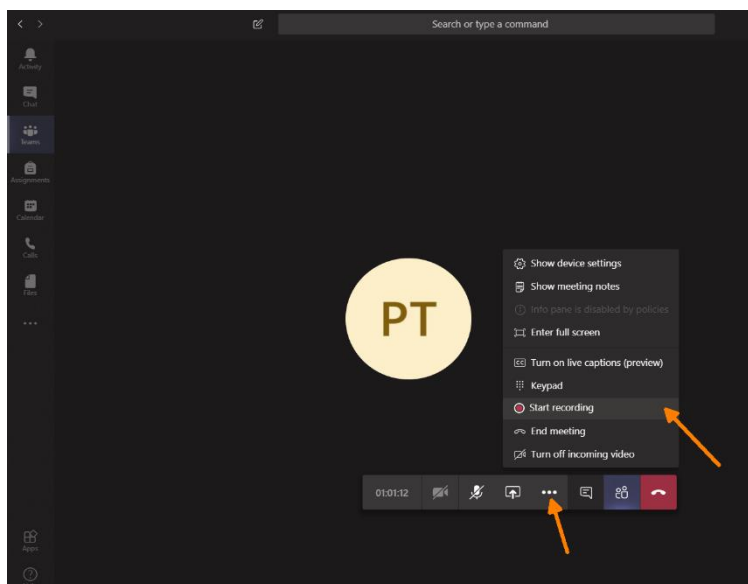 Search or type a command
Activity
Chat
Teams
Assignments
Calendar
Calls
Files
PT
Show device settings
Show meeting notes
Info pane is disabled by policies
Enter full screen
Turn on live captions (preview)
Keypad
Start recording
End meeting
Turn off incoming video
01:01:12
Apps